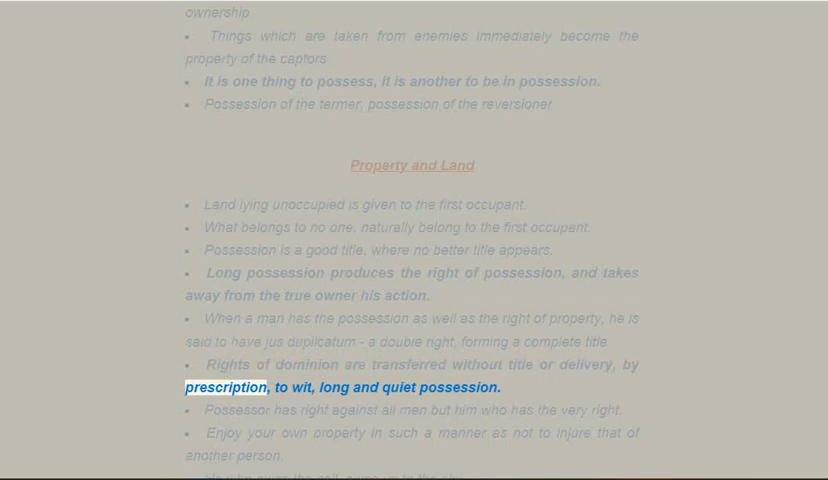 ownership
• Things which are taken from enemies immediately become the
property of the captors
• It is one thing to possess, it is another to be in possession.
• Possession of the termer, possession of the reversioner
Property and Land
• Land lying unoccupied is given to the first occupant.
• What belongs to no one, naturally belong to the first occupant.
• Possession is a good title, where no better title appears.
• Long possession produces the right of possession, and takes
away from the true owner his action.
• When a man has the possession as well as the right of property, he is
said to have jus duplicatum - a double right, forming a complete title.
• Rights of dominion are transferred without title or delivery, by
prescription, to wit, long and quiet possession.
• Possessor has right against all men but him who has the very right.
• Enjoy your own property in such a manner as not to injure that of
another person.